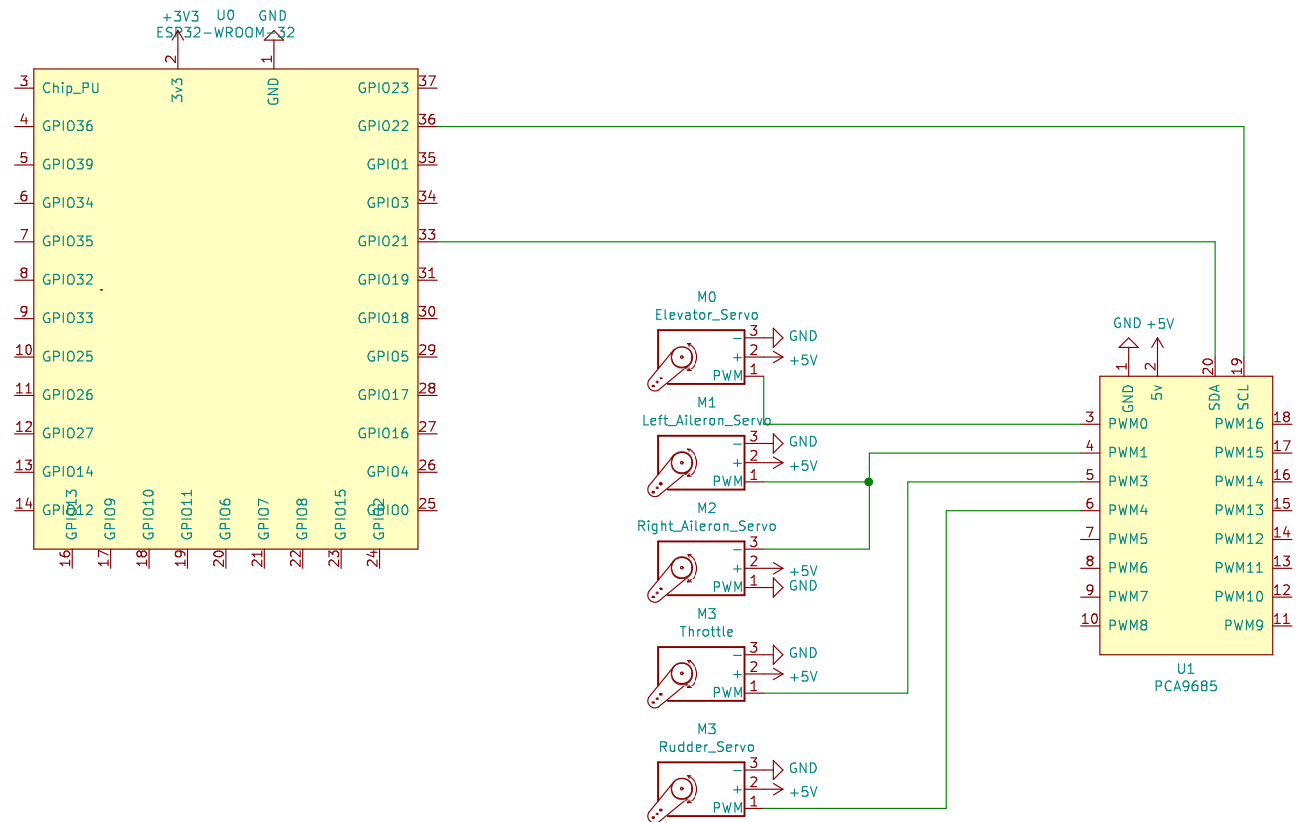 +3V3 U0 GND
ESP32-WROOM-32
2 1
3v3 GND
3 Chip_PU GPIO23 37
4 GPIO36 GPIO22 36
5 GPIO39 GPIO1 35
6 GPIO34 GPIO3 34
7 GPIO35 GPIO21 33
8 GPIO32 GPIO19 31
9 GPIO33 GPIO18 30
10 GPIO25 GPIO5 29
11 GPIO26 GPIO17 28
12 GPIO27 GPIO16 27
13 GPIO14 GPIO4 26
14 GPIO12 GPIO0 25
GPIO13 GPIO9 GPIO10 GPIO11 GPIO6 GPIO7 GPIO8 GPIO15 GPIO2
16 17 18 19 20 21 22 23 24
M0
Elevator_Servo
- 3 GND
+ 2 +5V
PWM 1
M1
Left_Aileron_Servo
- 3 GND
+ 2 +5V
PWM 1
M2
Right_Aileron_Servo
- 3
+ 2 +5V
PWM 1 GND
M3
Throttle
- 3 GND
+ 2 +5V
PWM 1
M3
Rudder_Servo
- 3 GND
+ 2 +5V
PWM 1
GND +5V
1 2 20 19
GND 5v SDA SCL
3 PWM0 PWM16 18
4 PWM1 PWM15 17
5 PWM3 PWM14 16
6 PWM4 PWM13 15
7 PWM5 PWM12 14
8 PWM6 PWM11 13
9 PWM7 PWM10 12
10 PWM8 PWM9 11
U1
PCA9685